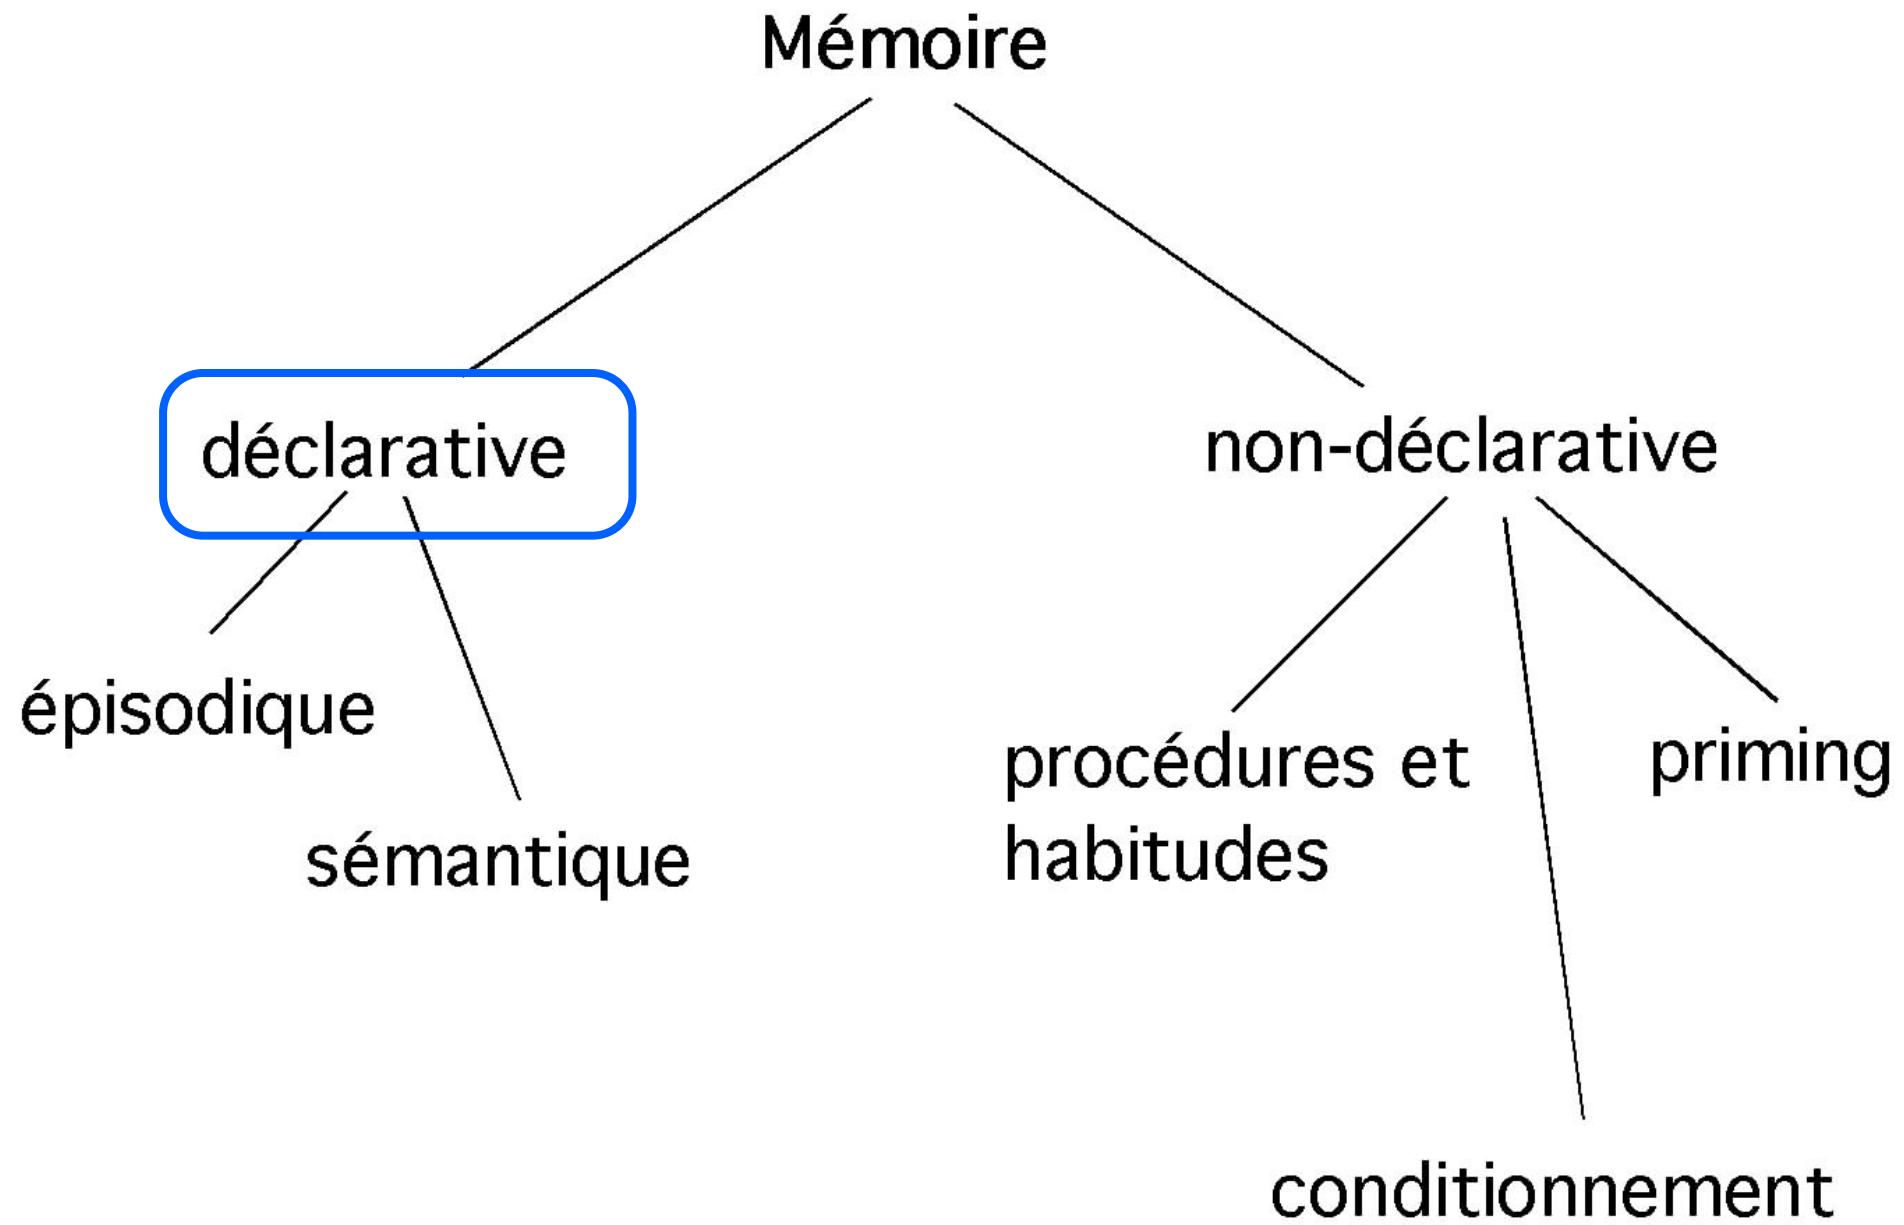 Mémoire
déclarative
non-déclarative
épisodique
sémantique
procédures et
habitudes
priming
conditionnement